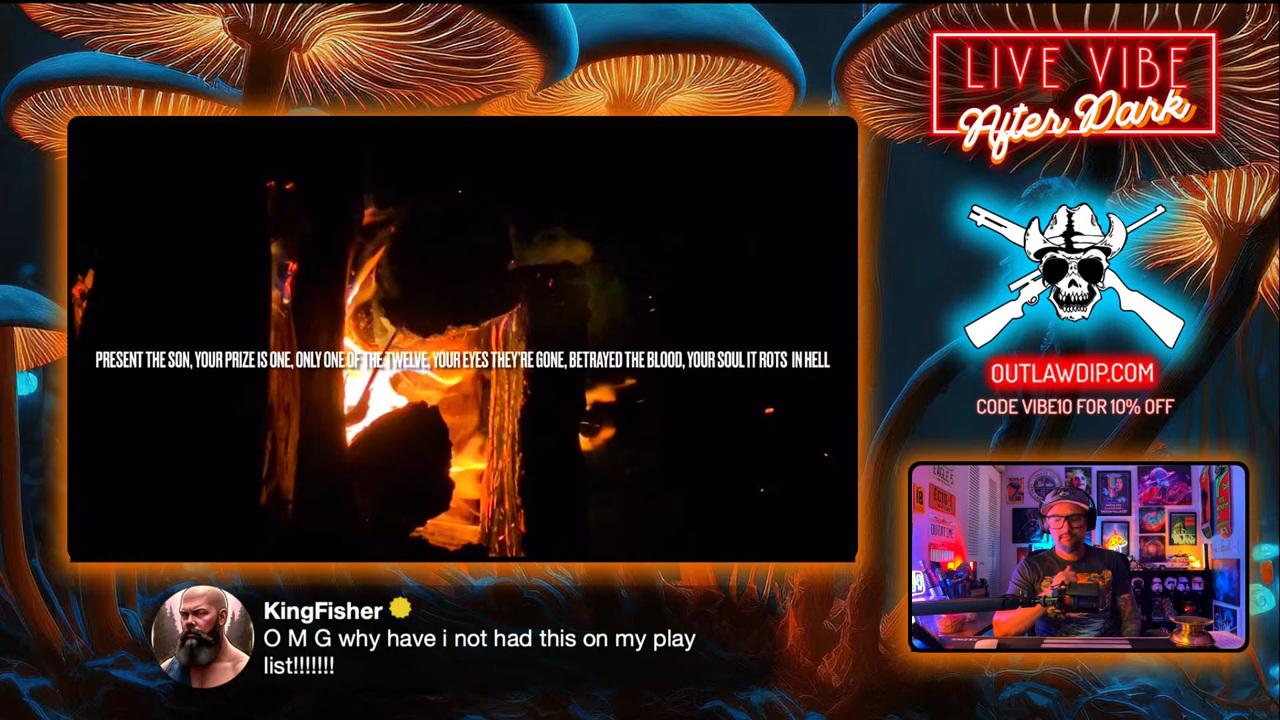 LIVE VIBE
After Dark
PRESENT THE SON, YOUR PRIZE IS ONE, ONLY ONE OF THE TWELVE, YOUR EYES THEY'RE GONE, BETRAYED THE BLOOD, YOUR SOUL IT ROTS IN HELL
OUTLAWDIP.COM
CODE VIBE10 FOR 10% OFF
KingFisher
O M G why have i not had this on my play
list!!!!!!!
OUTATIME